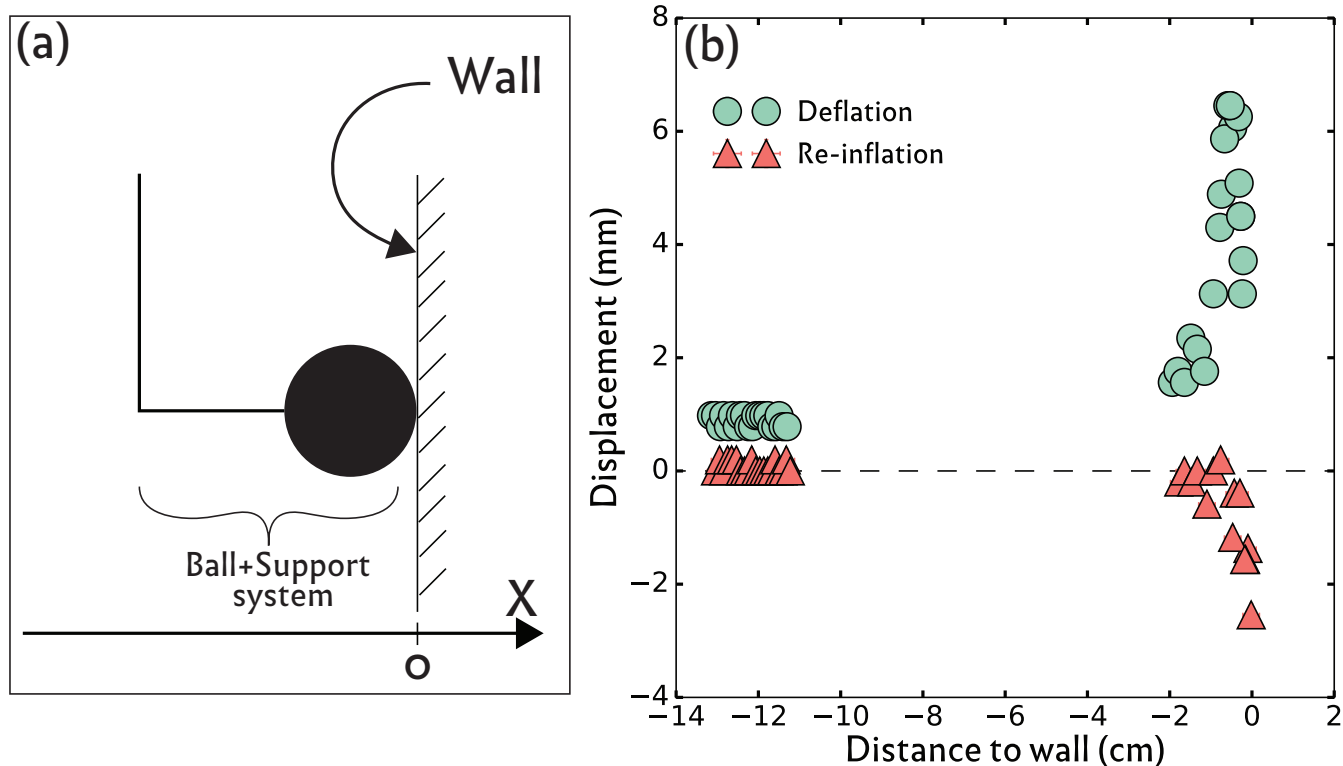 (a)
Wall
Ball+Support
system
X
O
(b)
Deflation
Re-inflation
Displacement (mm)
8
6
4
2
0
−2
−4
−14
−12
−10
−8
−6
−4
−2
0
2
Distance to wall (cm)